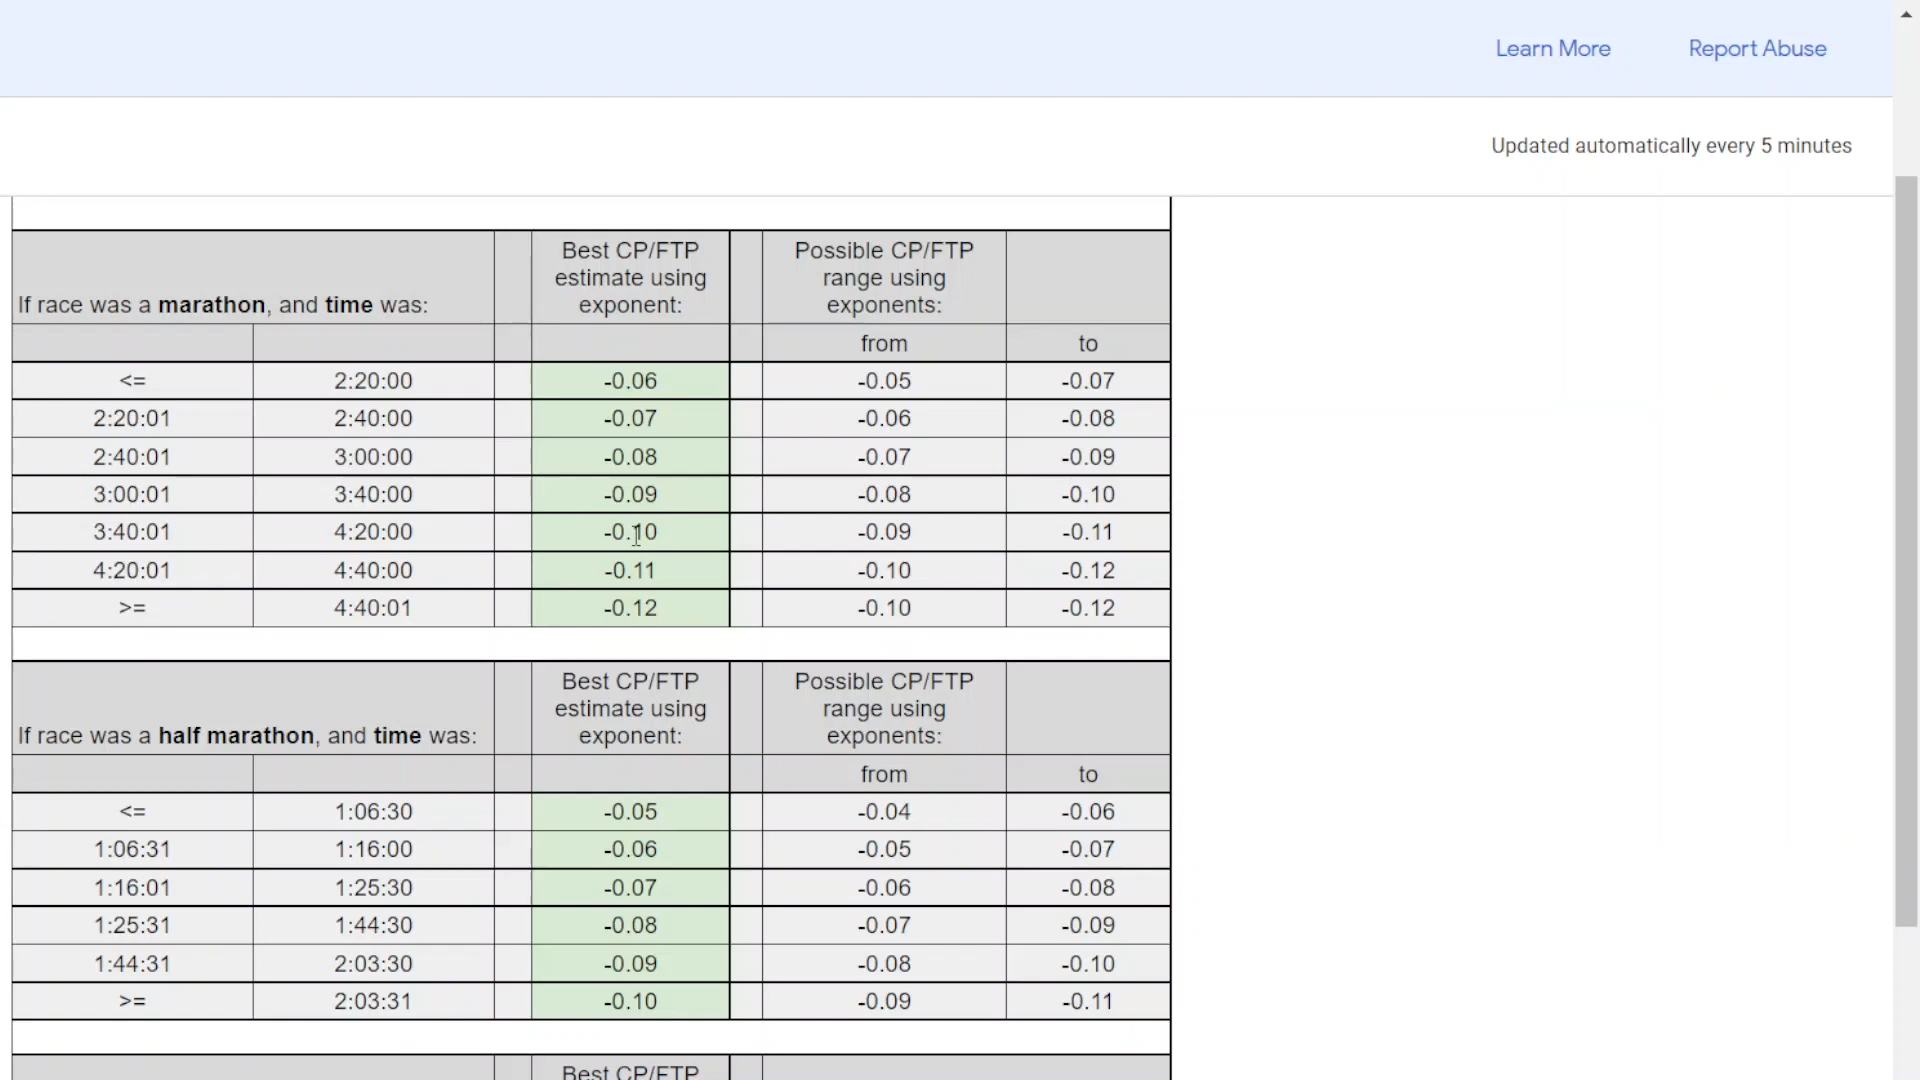 Learn More Report Abuse
Updated automatically every 5 minutes
Best CP/FTP Possible CP/FTP
estimate using range using
If race was a marathon, and time was: exponent: exponents:
from to
<= 2:20:00 -0.06 -0.05 -0.07
2:20:01 2:40:00 -0.07 -0.06 -0.08
2:40:01 3:00:00 -0.08 -0.07 -0.09
3:00:01 3:40:00 -0.09 -0.08 -0.10
3:40:01 4:20:00 -0.10 -0.09 -0.11
4:20:01 4:40:00 -0.11 -0.10 -0.12
>= 4:40:01 -0.12 -0.10 -0.12
Best CP/FTP Possible CP/FTP
estimate using range using
If race was a half marathon, and time was: exponent: exponents:
from to
<= 1:06:30 -0.05 -0.04 -0.06
1:06:31 1:16:00 -0.06 -0.05 -0.07
1:16:01 1:25:30 -0.07 -0.06 -0.08
1:25:31 1:44:30 -0.08 -0.07 -0.09
1:44:31 2:03:30 -0.09 -0.08 -0.10
>= 2:03:31 -0.10 -0.09 -0.11
Best CP/FTP